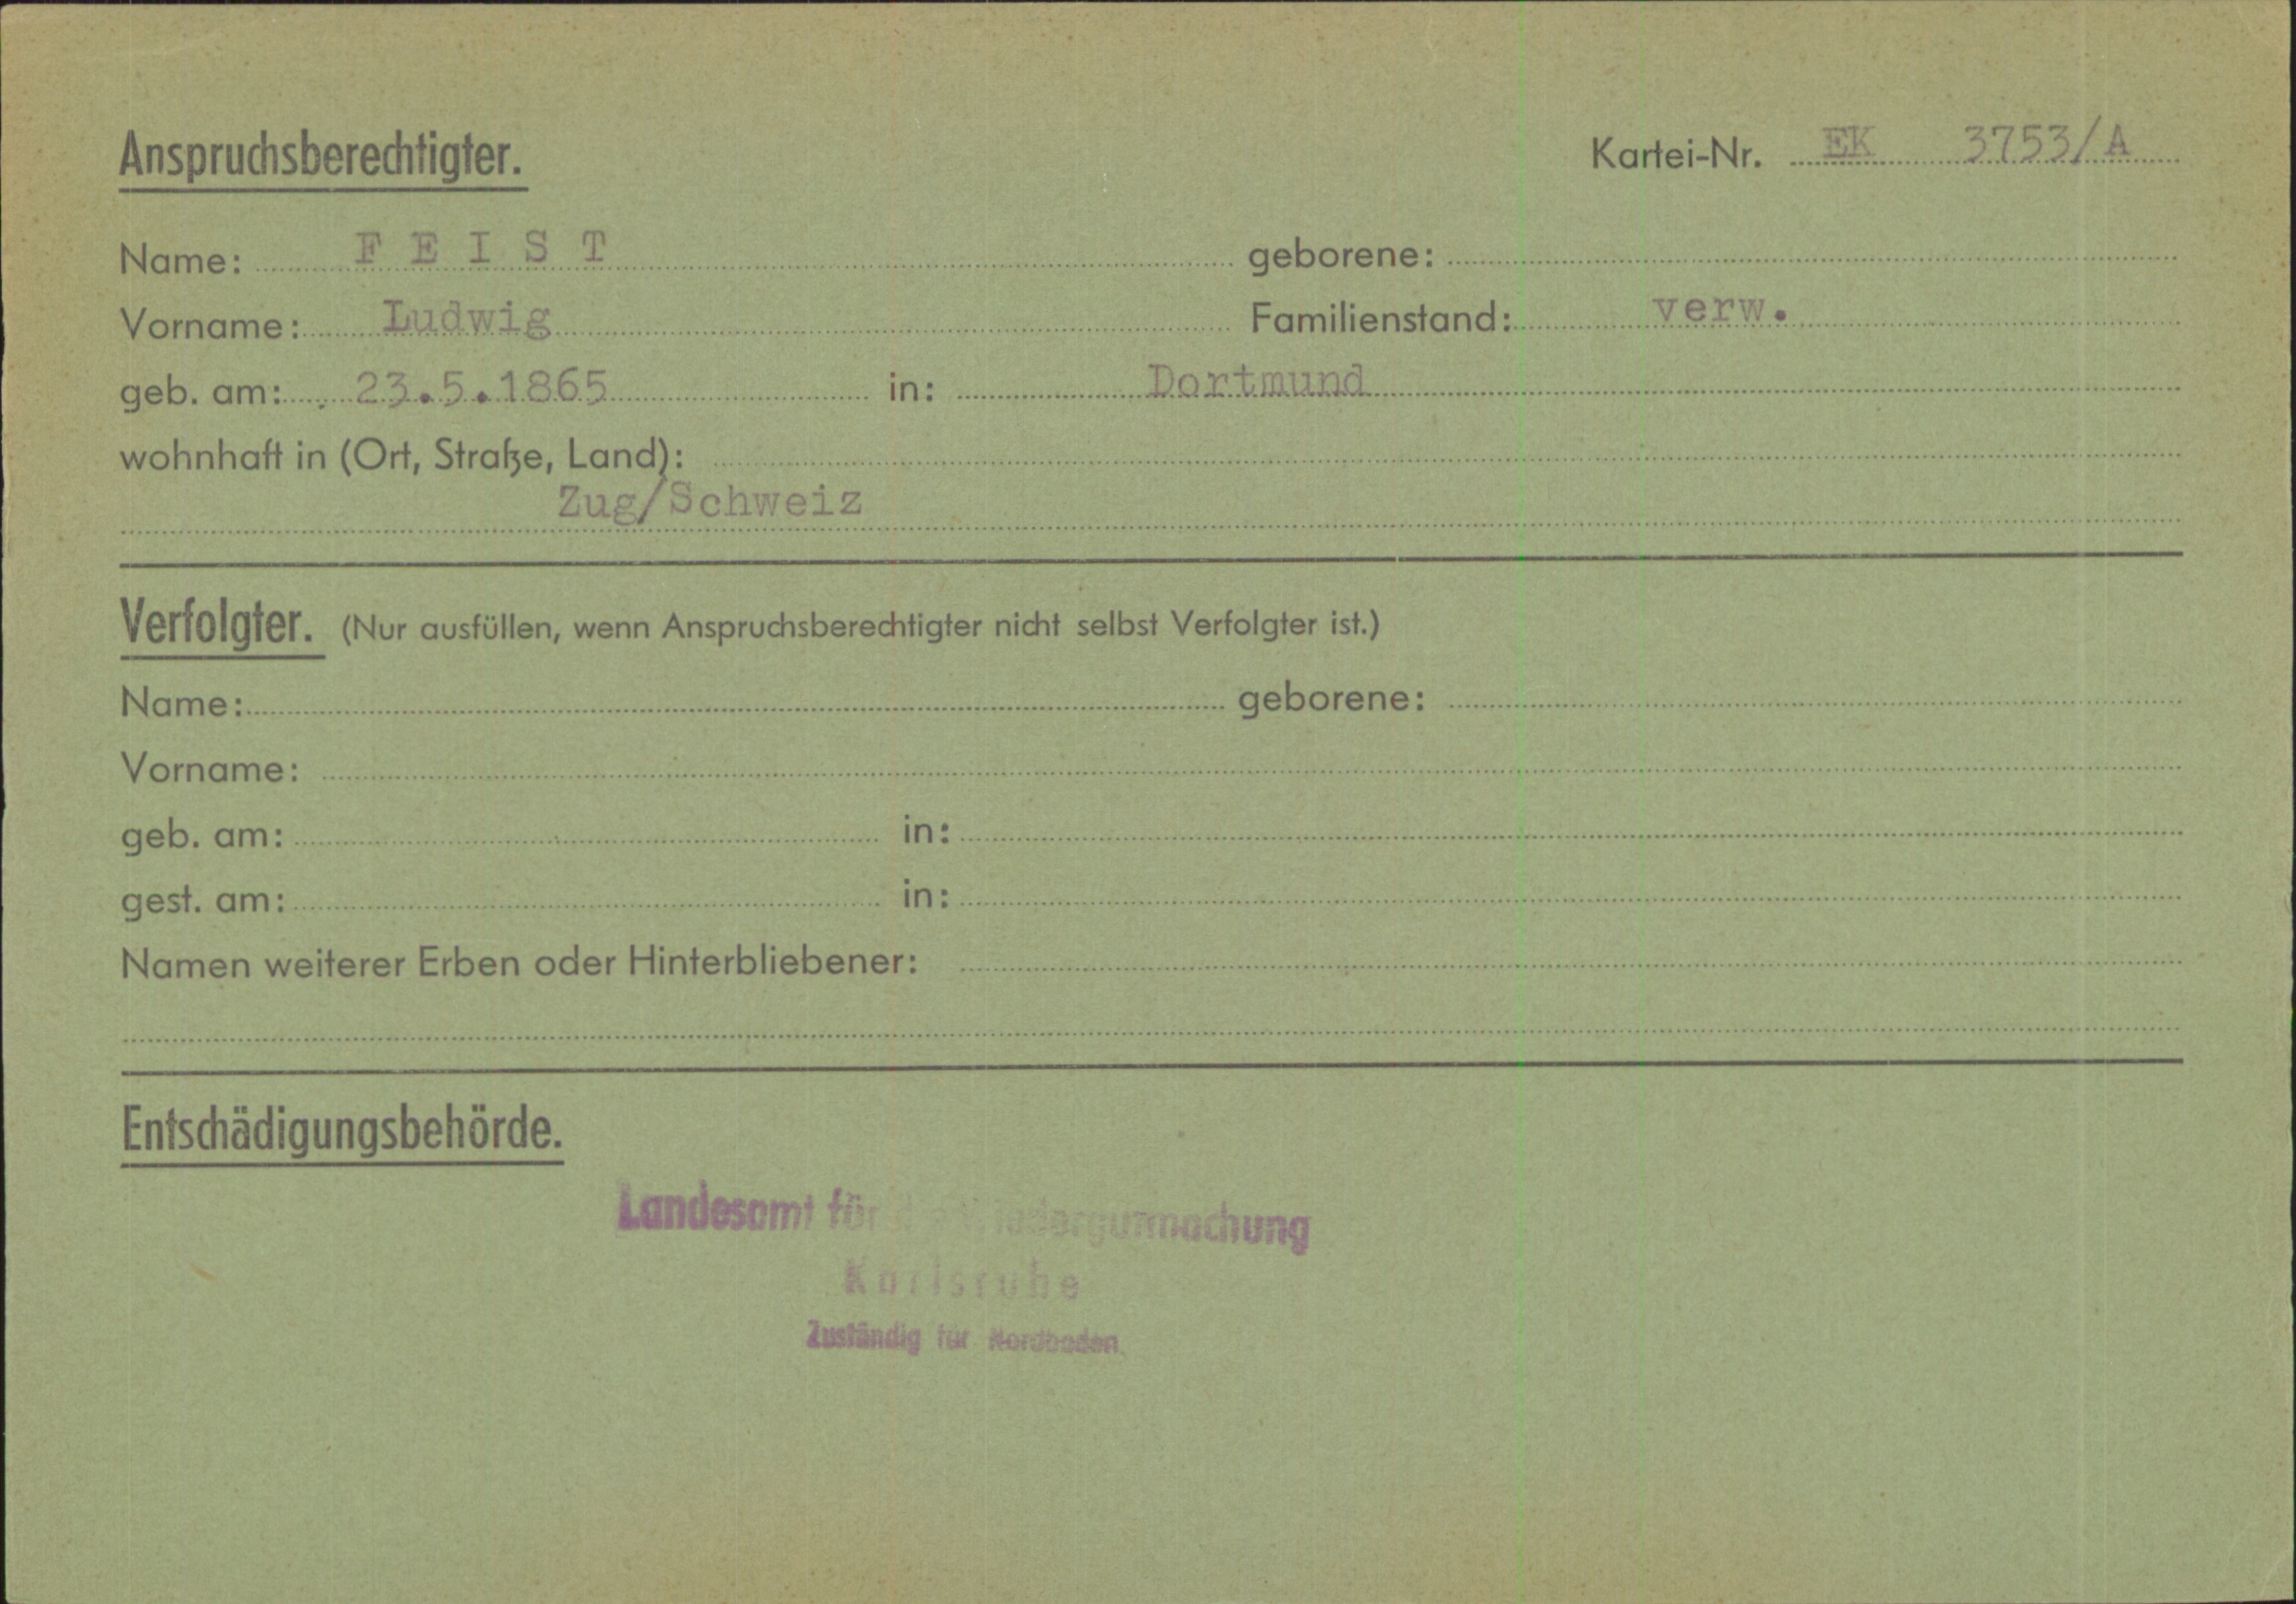 Anspruchsberechtigter. Kartei-Nr. EK 3753/A
Name: F E I S T geborene:
Vorname: Ludwig Familienstand: verw.
geb. am: 23.5.1865 in: Dortmund
wohnhaft in (Ort, Straße, Land):
Zug/Schweiz
Verfolgter. (Nur ausfüllen, wenn Anspruchsberechtigter nicht selbst Verfolgter ist.)
Name: geborene:
Vorname:
geb. am: in:
gest. am: in:
Namen weiterer Erben oder Hinterbliebener:
Entschädigungsbehörde.
Landesamt für die Wiedergutmachung
Karlsruhe
Zuständig für Nordbaden